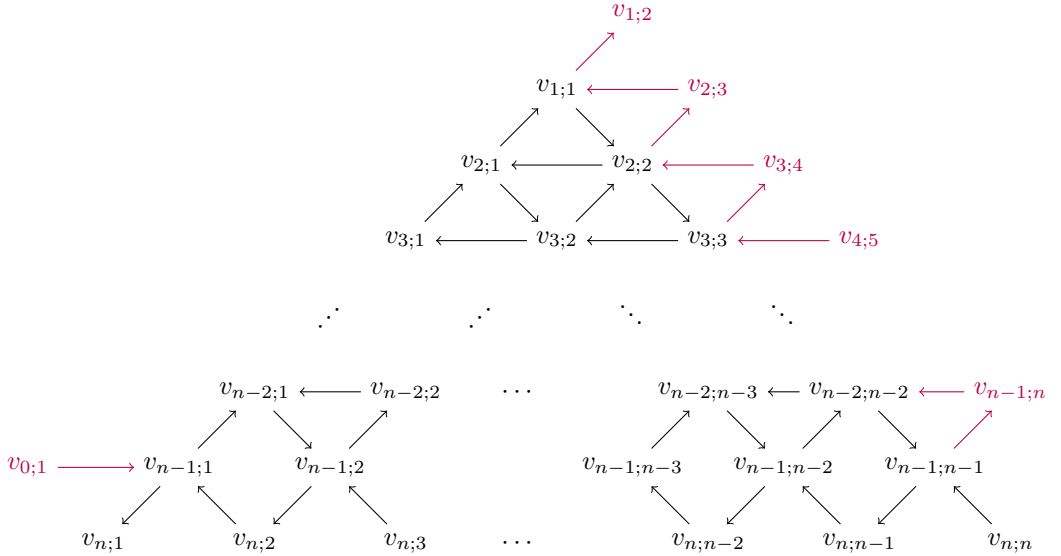 v_{1;2}
v_{1;1} v_{2;3}
v_{2;1} v_{2;2} v_{3;4}
v_{3;1} v_{3;2} v_{3;3} v_{4;5}
⋰ ⋰ ⋱ ⋱
v_{n-2;1} v_{n-2;2} ⋯ v_{n-2;n-3} v_{n-2;n-2} v_{n-1;n}
v_{0;1} v_{n-1;1} v_{n-1;2} v_{n-1;n-3} v_{n-1;n-2} v_{n-1;n-1}
v_{n;1} v_{n;2} v_{n;3} ⋯ v_{n;n-2} v_{n;n-1} v_{n;n}